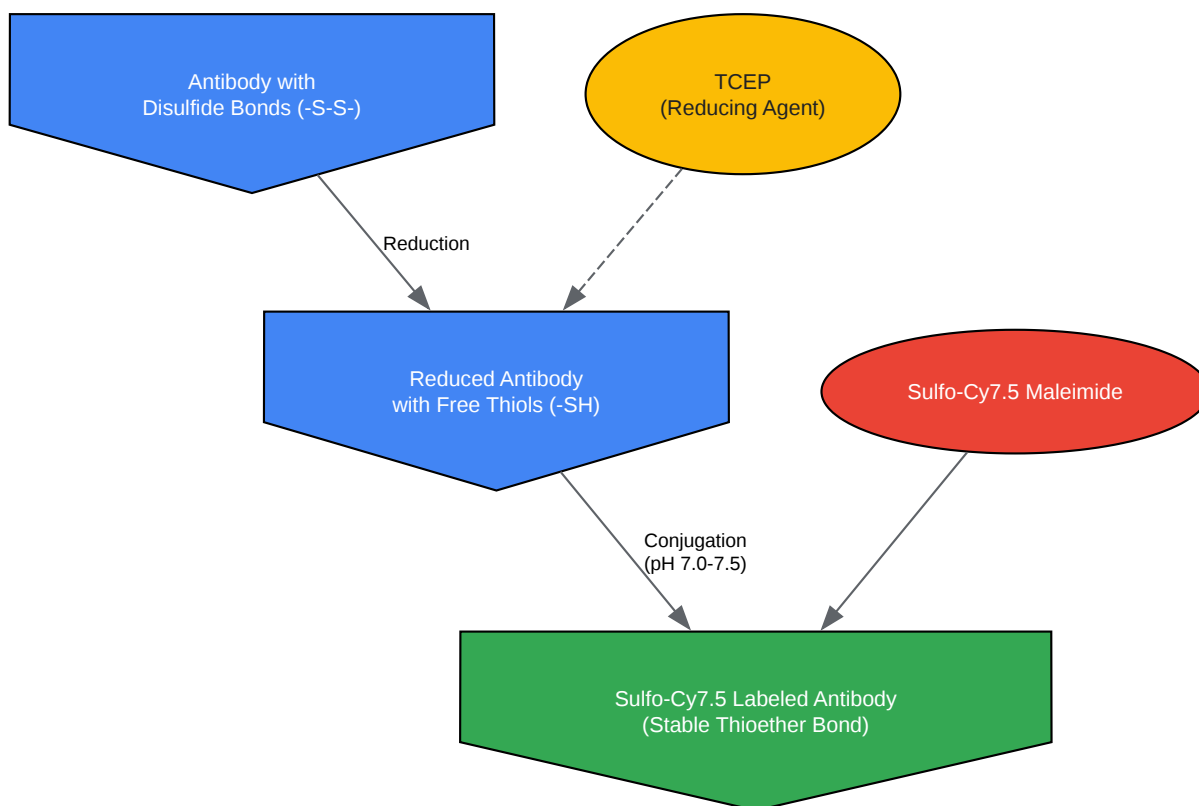 Antibody with
Disulfide Bonds (-S-S-)
TCEP
(Reducing Agent)
Reduction
Reduced Antibody
with Free Thiols (-SH)
Sulfo-Cy7.5 Maleimide
Conjugation
(pH 7.0-7.5)
Sulfo-Cy7.5 Labeled Antibody
(Stable Thioether Bond)